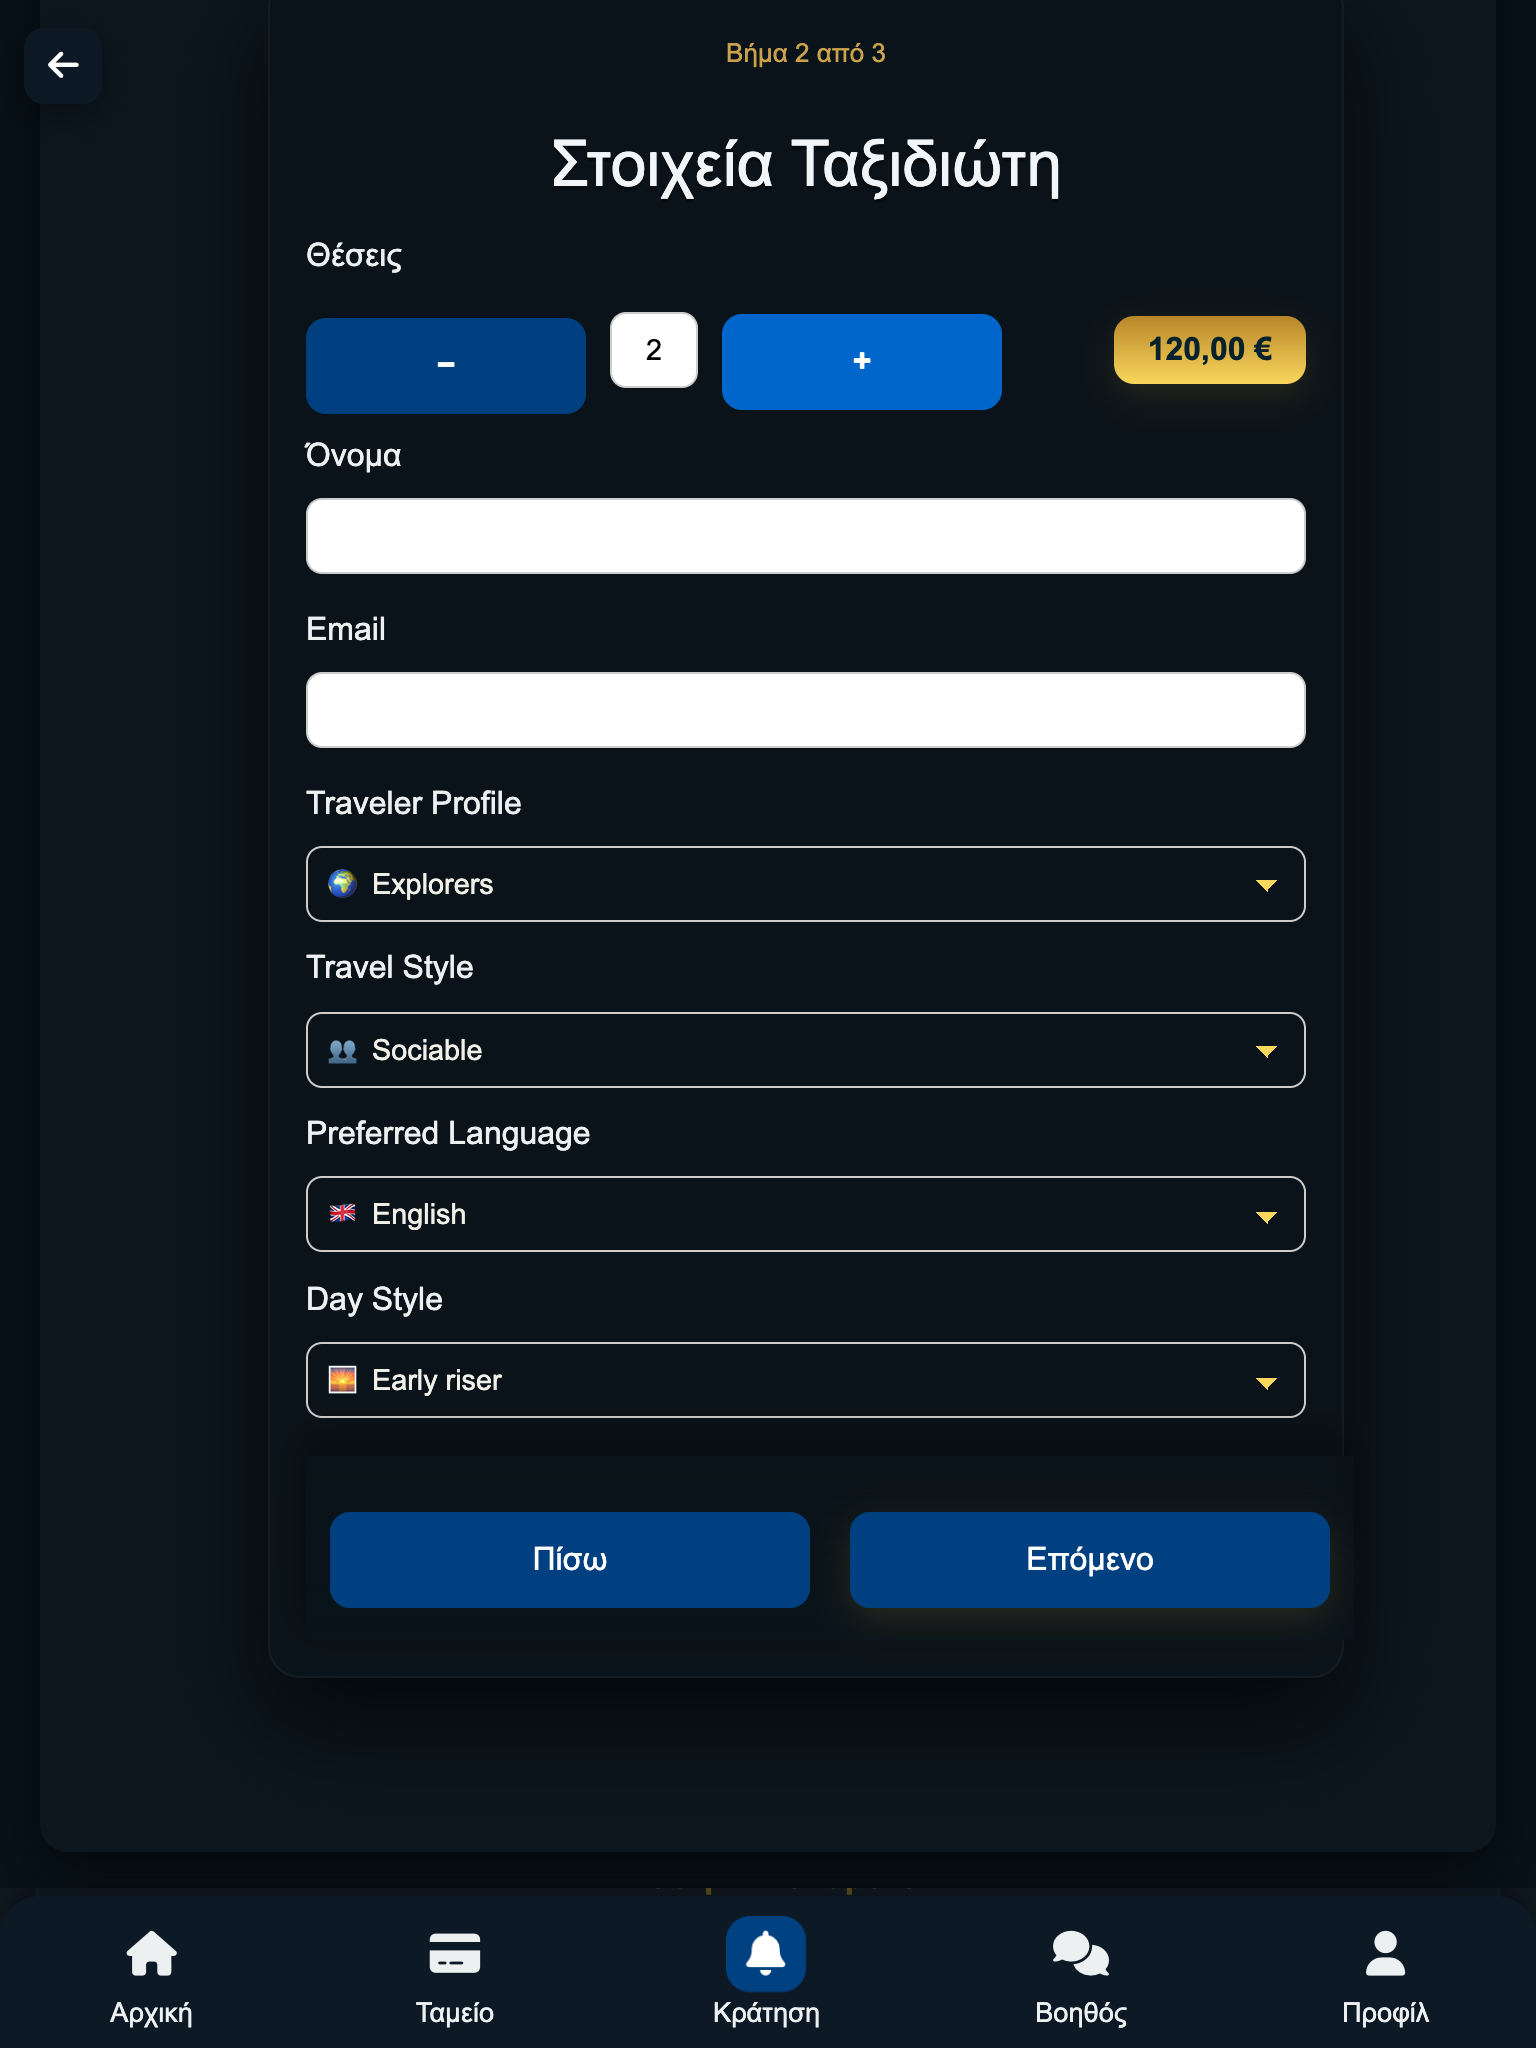 Βήμα 2 από 3
Στοιχεία Ταξιδιώτη
Θέσεις
− 2 + 120,00 €
Όνομα
Email
Traveler Profile
Explorers
Travel Style
Sociable
Preferred Language
English
Day Style
Early riser
Πίσω Επόμενο
Αρχική Ταμείο Κράτηση Βοηθός Προφίλ